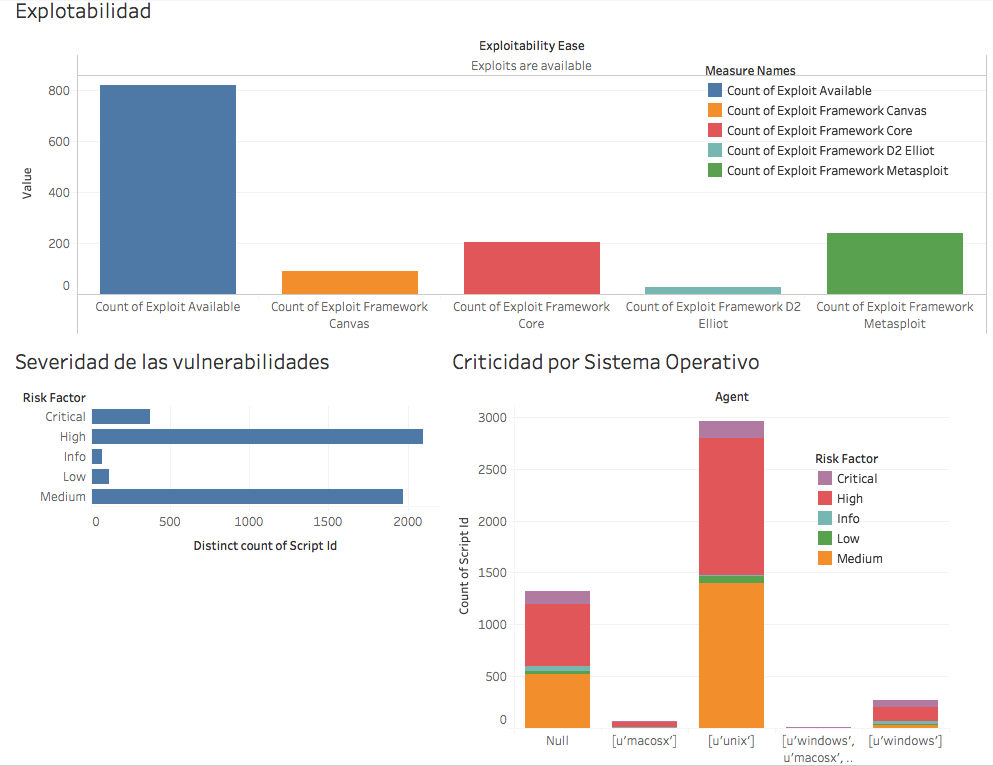 Explotabilidad
Exploitability Ease
Exploits are available
Measure Names
Count of Exploit Available
Count of Exploit Framework Canvas
Count of Exploit Framework Core
Count of Exploit Framework D2 Elliot
Count of Exploit Framework Metasploit
Value
800
600
400
200
0
Count of Exploit Available
Count of Exploit Framework
Canvas
Count of Exploit Framework
Core
Count of Exploit Framework D2
Elliot
Count of Exploit Framework
Metasploit
Severidad de las vulnerabilidades
Risk Factor
Critical
High
Info
Low
Medium
0 500 1000 1500 2000
Distinct count of Script Id
Criticidad por Sistema Operativo
Agent
Count of Script Id
3000
2500
2000
1500
1000
500
0
Risk Factor
Critical
High
Info
Low
Medium
Null
[u'macosx']
[u'unix']
[u'windows',
u'macosx', ..
[u'windows']